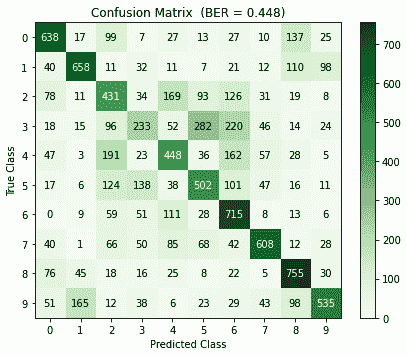 Confusion Matrix (BER = 0.448)
0 638 17 99 7 27 13 27 10 137 25
1 40 658 11 32 11 7 21 12 110 98
2 78 11 431 34 169 93 126 31 19 8
3 18 15 96 233 52 282 220 46 14 24
4 47 3 191 23 448 36 162 57 28 5
5 17 6 124 138 38 502 101 47 16 11
6 0 9 59 51 111 28 715 8 13 6
7 40 1 66 50 85 68 42 608 12 28
8 76 45 18 16 25 8 22 5 755 30
9 51 165 12 38 6 23 29 43 98 535
0 1 2 3 4 5 6 7 8 9
Predicted Class
True Class
700
600
500
400
300
200
100
0